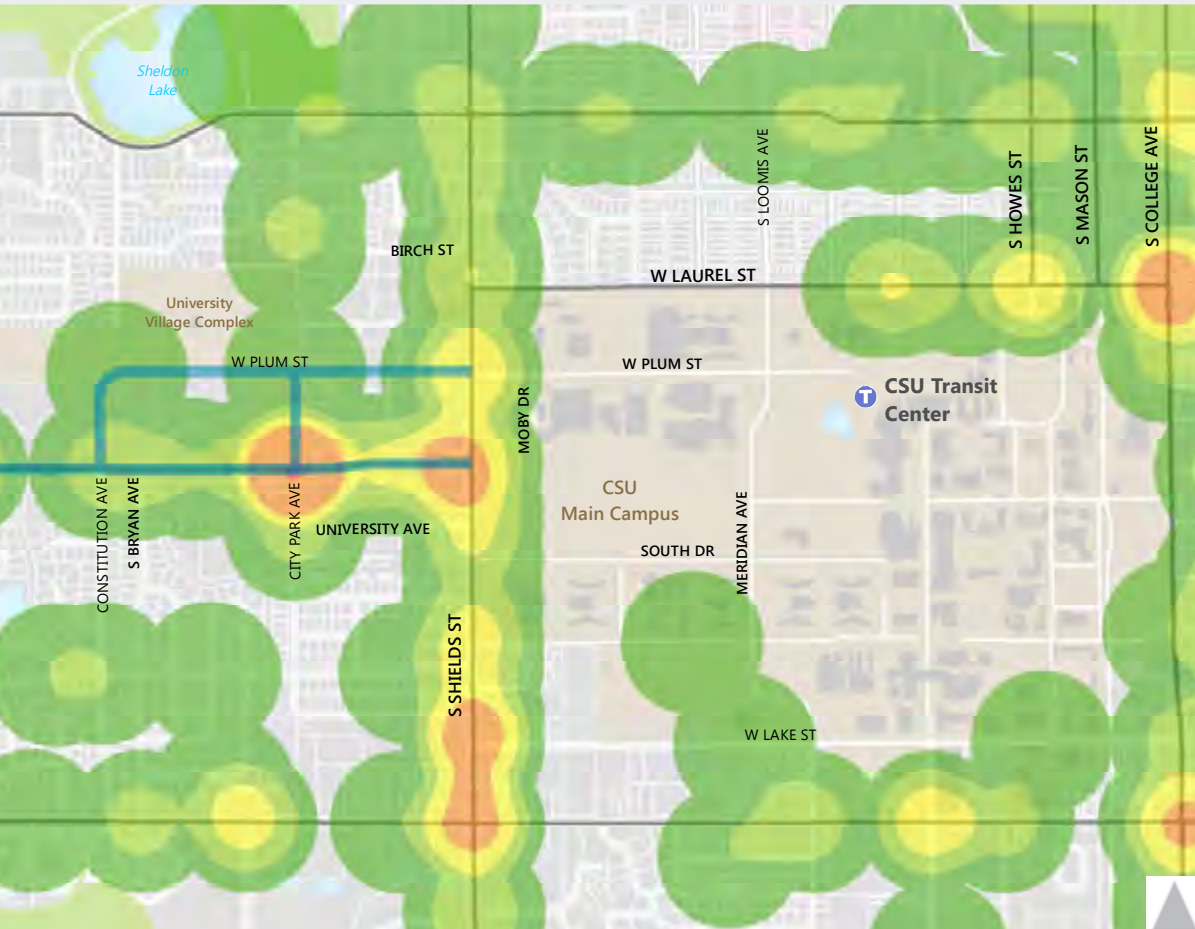 Sheldon
Lake
S LOOMIS AVE
S HOWES ST
S MASON ST
S COLLEGE AVE
BIRCH ST
W LAUREL ST
University
Village Complex
W PLUM ST
W PLUM ST
T
CSU Transit
Center
MOBY DR
CSU
Main Campus
CONSTITUTION AVE
S BRYAN AVE
CITY PARK AVE
UNIVERSITY AVE
SOUTH DR
MERIDIAN AVE
S SHIELDS ST
W LAKE ST